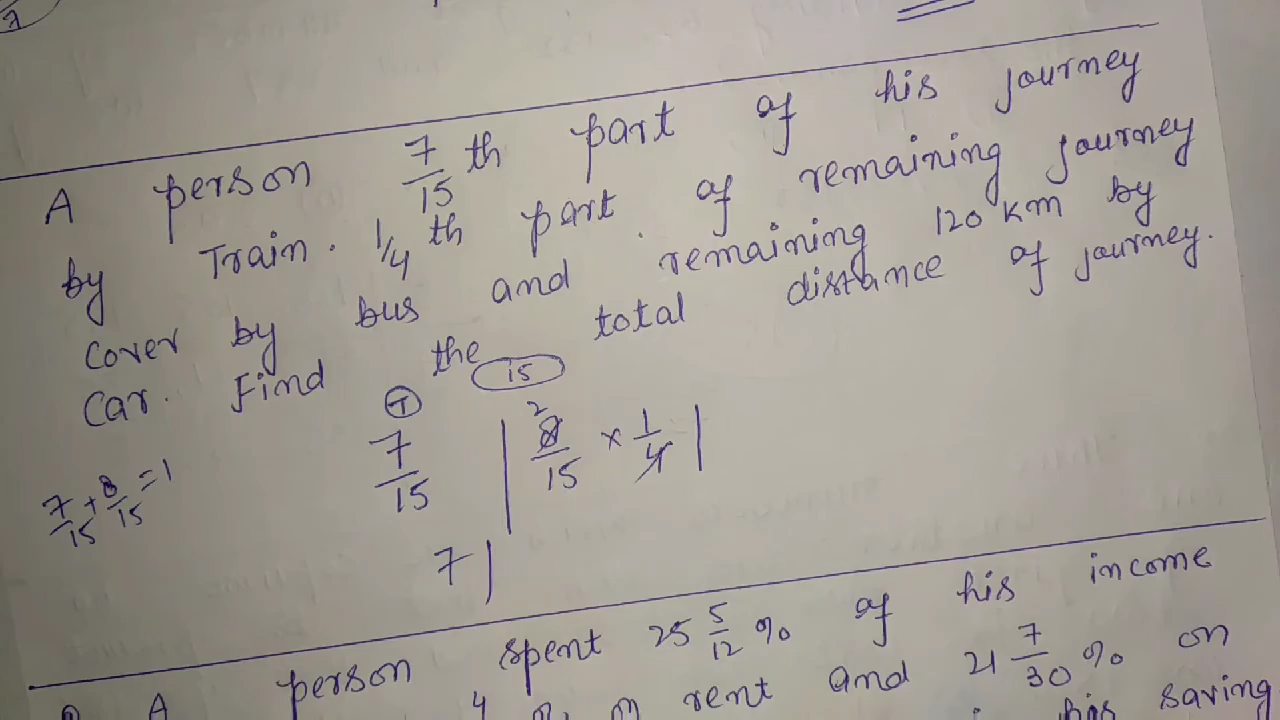 A person 7/15 th part of his journey
by Train. 1/4 th part of remaining journey
cover by bus and remaining 120 km by
Car. Find the total distance of journey.
15
T
7/15 | 8/15 × 1/4 |
7/15 + 8/15 = 1
7 |
A person spent 25 5/12 % of his income
rent and 21 7/30 % on
his saving